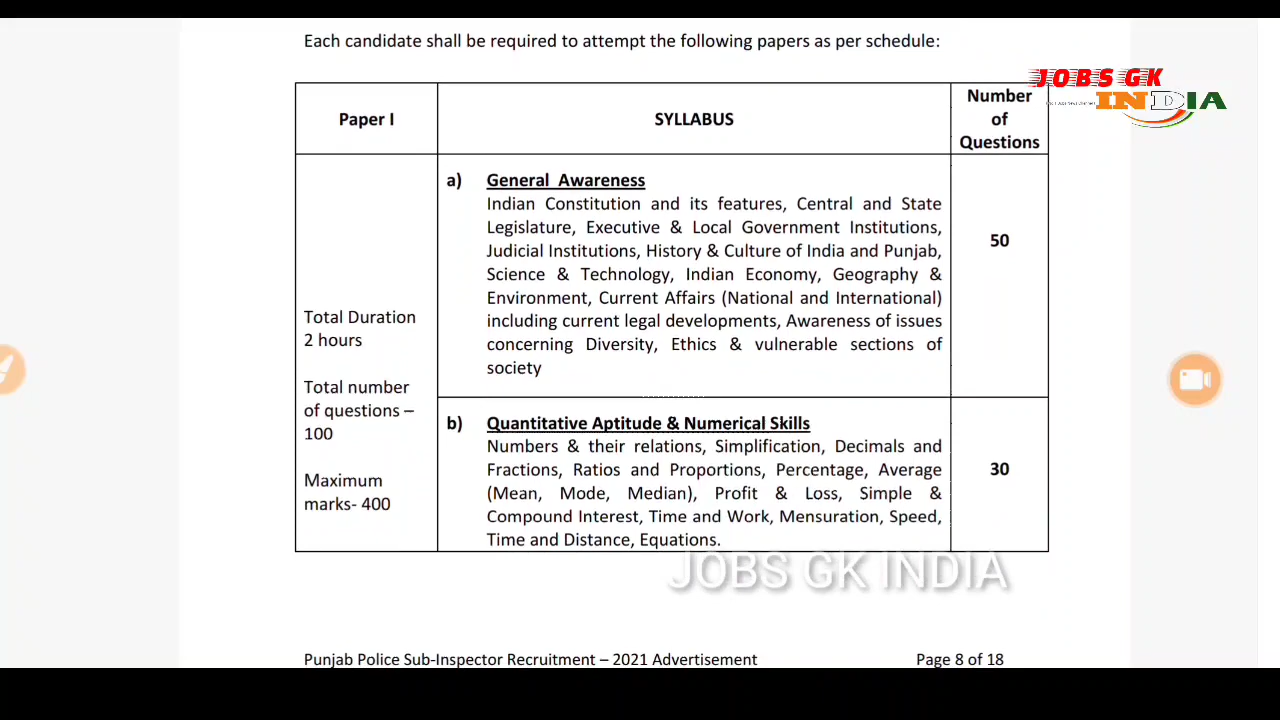 Each candidate shall be required to attempt the following papers as per schedule:
JOBS GK
INDIA
Paper I
SYLLABUS
Number
of
Questions
a) General Awareness
Indian Constitution and its features, Central and State
Legislature, Executive & Local Government Institutions,
Judicial Institutions, History & Culture of India and Punjab,
Science & Technology, Indian Economy, Geography &
Environment, Current Affairs (National and International)
including current legal developments, Awareness of issues
concerning Diversity, Ethics & vulnerable sections of
society
50
Total Duration
2 hours
Total number
of questions –
100
Maximum
marks- 400
b) Quantitative Aptitude & Numerical Skills
Numbers & their relations, Simplification, Decimals and
Fractions, Ratios and Proportions, Percentage, Average
(Mean, Mode, Median), Profit & Loss, Simple &
Compound Interest, Time and Work, Mensuration, Speed,
Time and Distance, Equations.
30
JOBS GK INDIA
Punjab Police Sub-Inspector Recruitment – 2021 Advertisement
Page 8 of 18